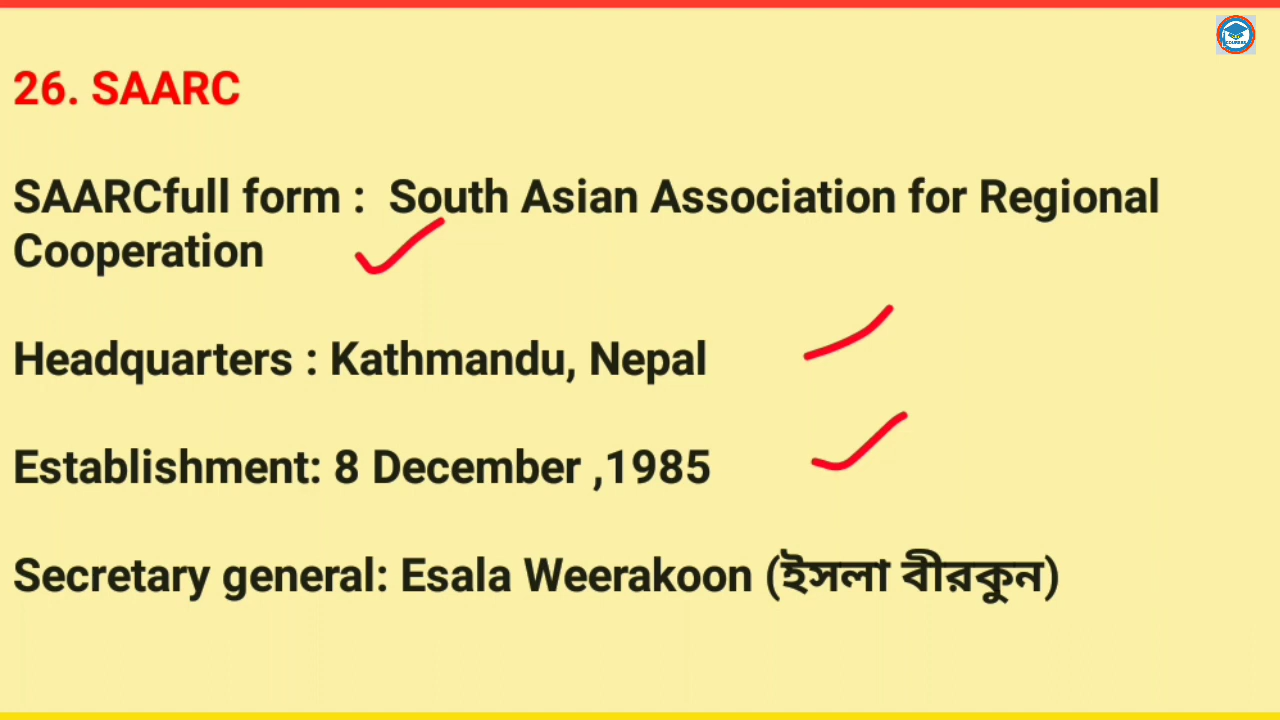 26. SAARC
SAARCfull form :  South Asian Association for Regional
Cooperation
Headquarters : Kathmandu, Nepal
Establishment: 8 December ,1985
Secretary general: Esala Weerakoon (ইসলা বীরকুন)